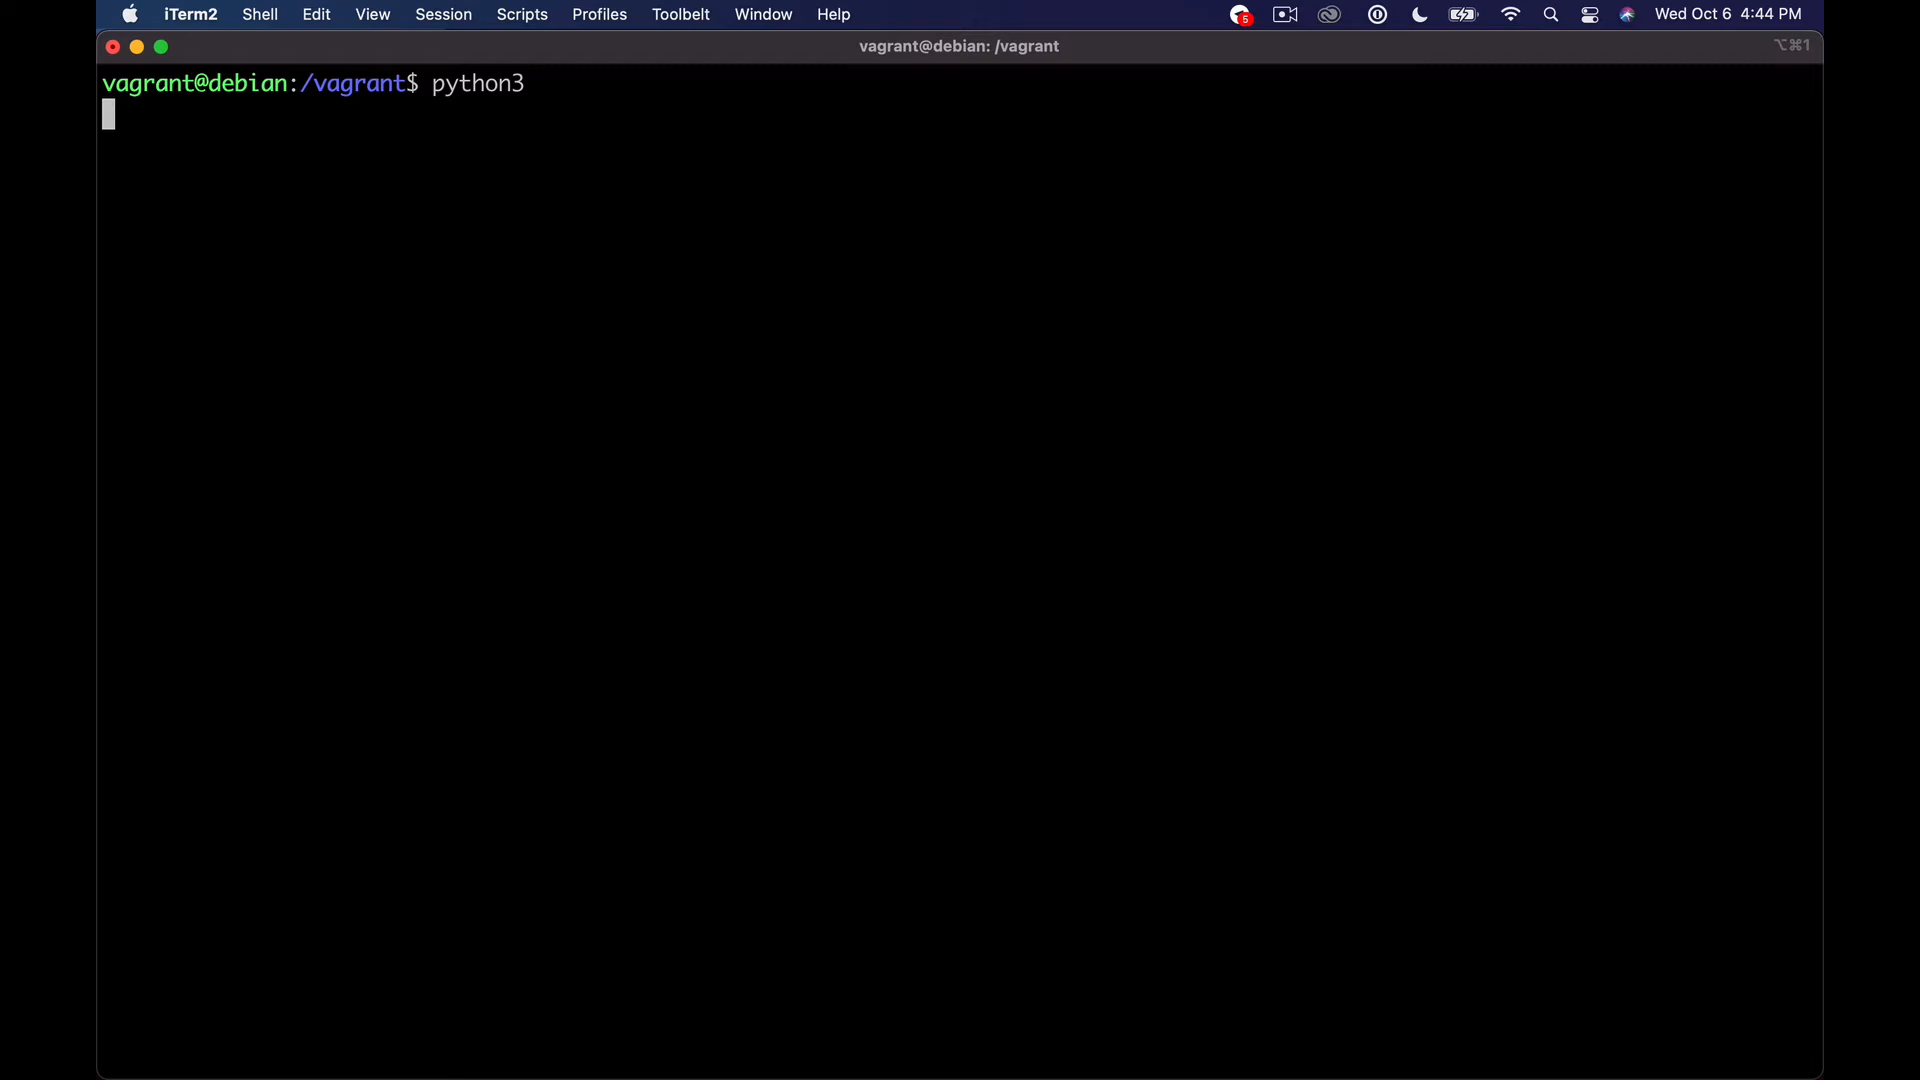 iTerm2 Shell Edit View Session Scripts Profiles Toolbelt Window Help 5 Wed Oct 6 4:44 PM
vagrant@debian: /vagrant ⌥⌘1
vagrant@debian:/vagrant$ python3